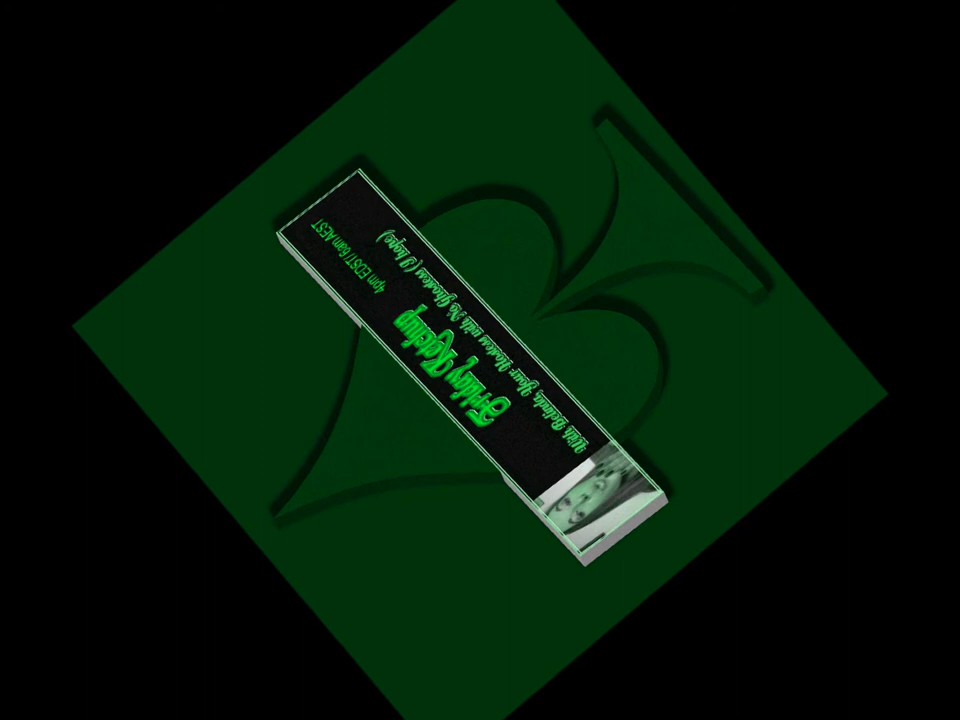 Friday Ketchup
With Belinda, Your Hostess with No Ghostess (I hope)
4pm EDST/ 6am AEST